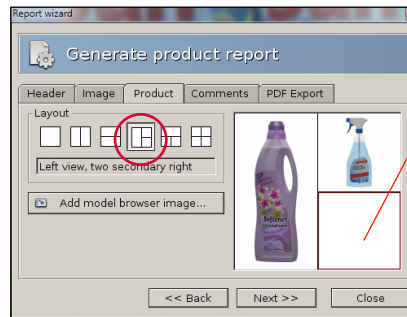 Report wizard
Generate product report
Header Image Product Comments PDF Export
Layout
Left view, two secondary right
Add model browser image...
Softener
<< Back Next >> Close